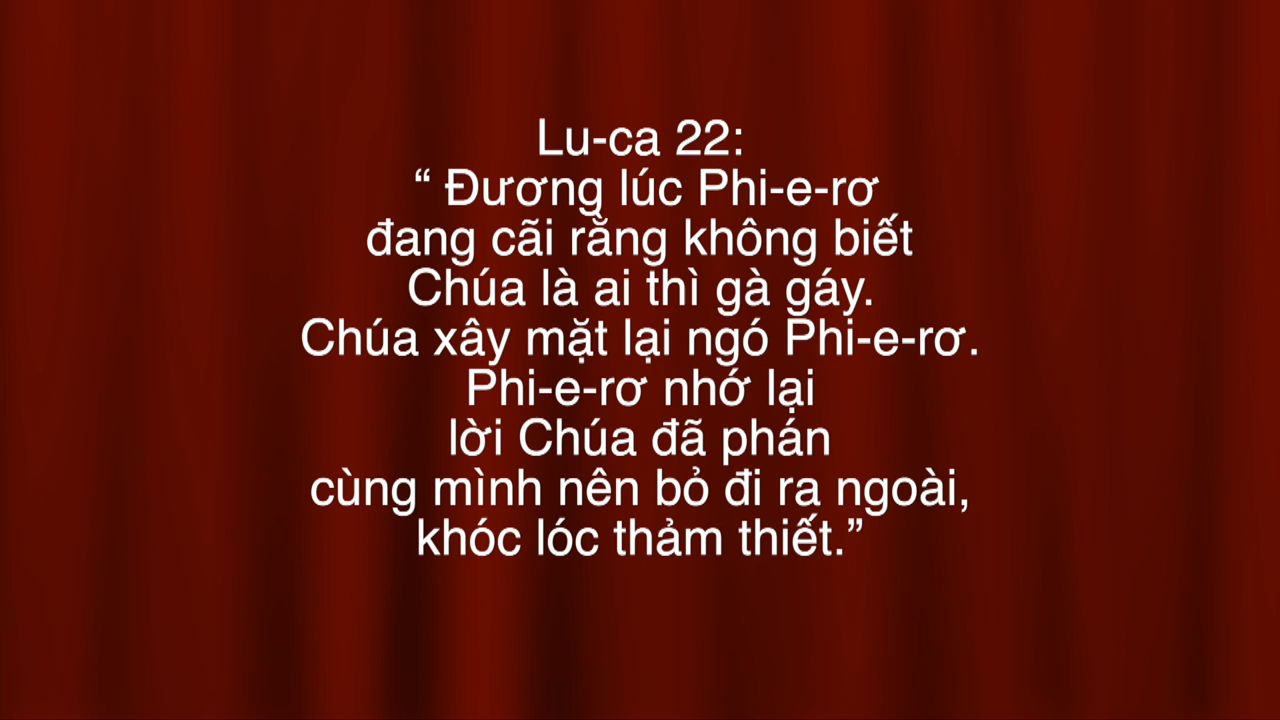 Lu-ca 22:
“ Đương lúc Phi-e-rơ
đang cãi rằng không biết
Chúa là ai thì gà gáy.
Chúa xây mặt lại ngó Phi-e-rơ.
Phi-e-rơ nhớ lại
lời Chúa đã phán
cùng mình nên bỏ đi ra ngoài,
khóc lóc thảm thiết.”